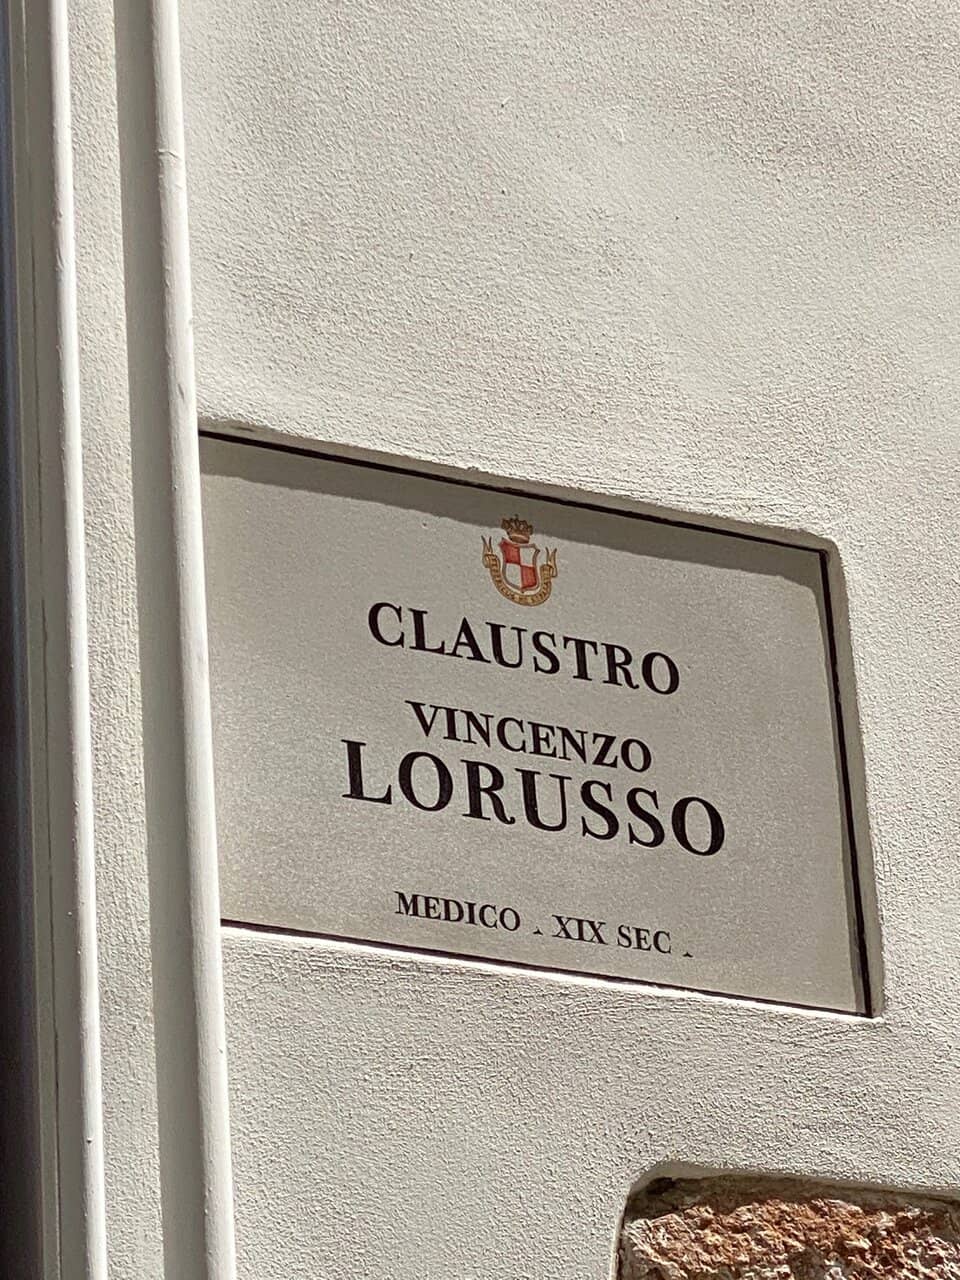 CLAUSTRO
VINCENZO
LORUSSO
MEDICO . XIX SEC .